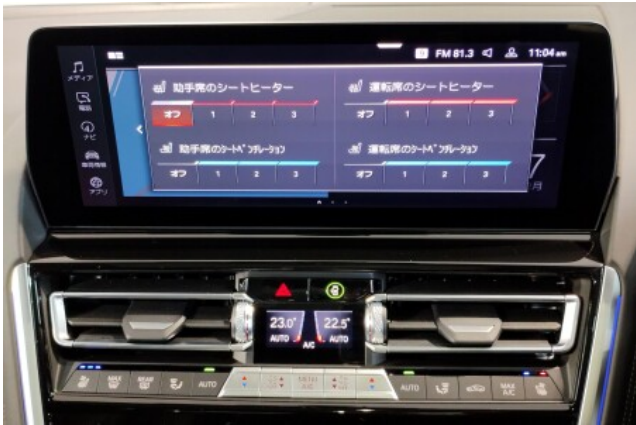 FM 81.3
11:04
メディア
電話
ナビ
車両情報
アプリ
助手席のシートヒーター
オフ 1 2 3
運転席のシートヒーター
オフ 1 2 3
助手席のシートベンチレーション
オフ 1 2 3
運転席のシートベンチレーション
オフ 1 2 3
7
月
23.0°
22.5°
AUTO
A/C
AUTO
MAX
REAR
AUTO
MENU
A/C
AUTO
MAX
A/C